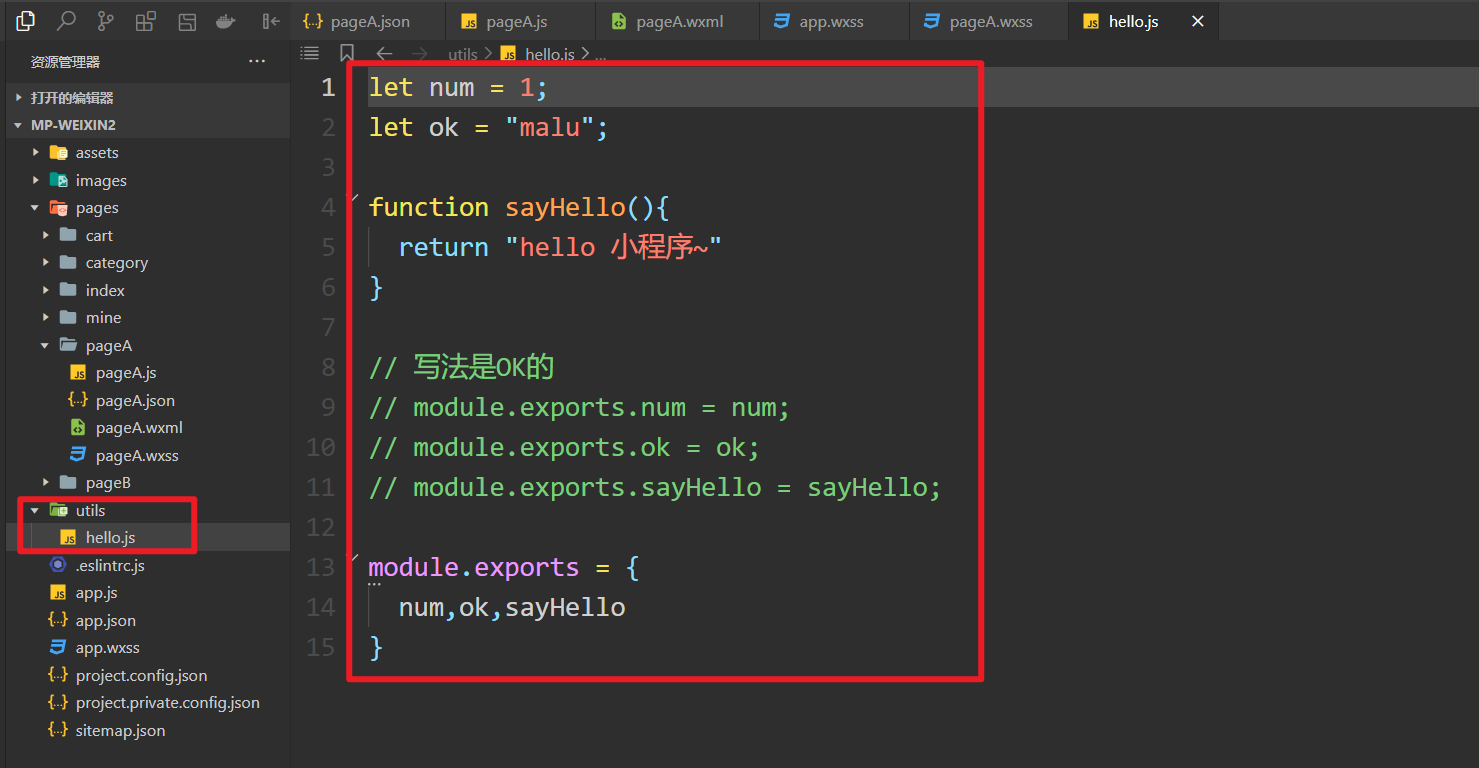 pageA.json
pageA.js
pageA.wxml
app.wxss
pageA.wxss
hello.js
资源管理器
utils > hello.js > ...
打开的编辑器
MP-WEIXIN2
assets
images
pages
cart
category
index
mine
pageA
pageA.js
pageA.json
pageA.wxml
pageA.wxss
pageB
utils
hello.js
.eslintrc.js
app.js
app.json
app.wxss
project.config.json
project.private.config.json
sitemap.json
1 let num = 1;
2 let ok = "malu";
3
4 function sayHello(){
5 return "hello 小程序~"
6 }
7
8 // 写法是OK的
9 // module.exports.num = num;
10 // module.exports.ok = ok;
11 // module.exports.sayHello = sayHello;
12
13 module.exports = {
14 num,ok,sayHello
15 }